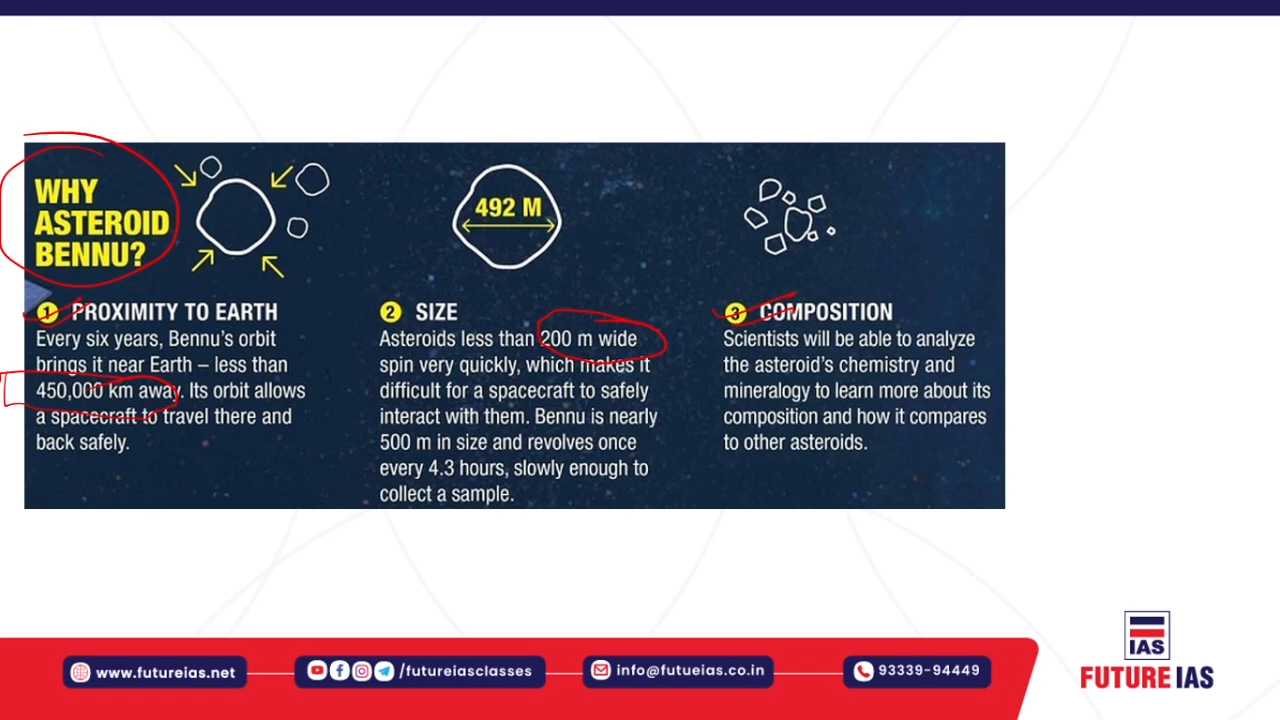 WHY
ASTEROID
BENNU?
492 M
1 PROXIMITY TO EARTH
Every six years, Bennu's orbit
brings it near Earth – less than
450,000 km away. Its orbit allows
a spacecraft to travel there and
back safely.
2 SIZE
Asteroids less than 200 m wide
spin very quickly, which makes it
difficult for a spacecraft to safely
interact with them. Bennu is nearly
500 m in size and revolves once
every 4.3 hours, slowly enough to
collect a sample.
3 COMPOSITION
Scientists will be able to analyze
the asteroid's chemistry and
mineralogy to learn more about its
composition and how it compares
to other asteroids.
www.futureias.net
/futureiasclasses
info@futueias.co.in
93339-94449
IAS
FUTURE IAS